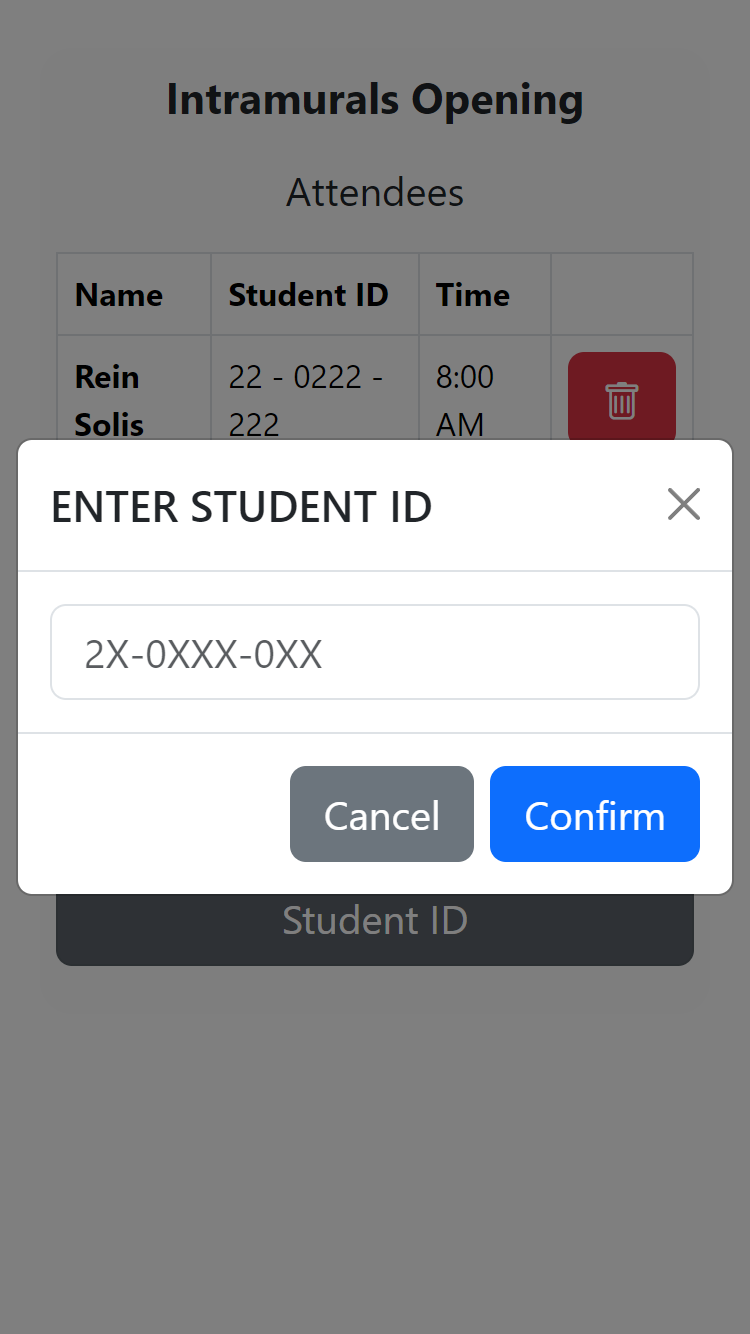 Intramurals Opening
Attendees
Name Student ID Time
Rein 22 - 0222 - 8:00
Solis 222 AM
ENTER STUDENT ID
2X-0XXX-0XX
Cancel Confirm
Student ID